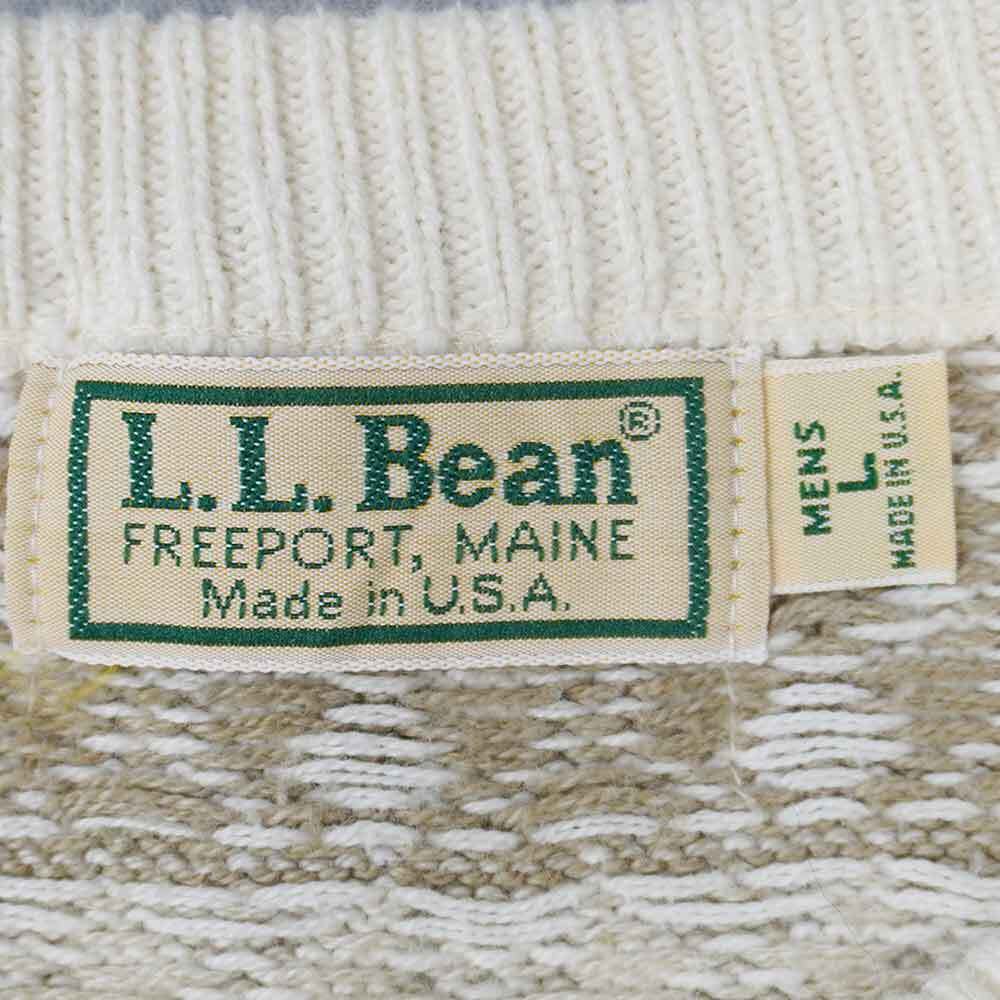 L.L. Bean®
FREEPORT, MAINE
Made in U.S.A.
MENS
L
MADE IN U.S.A.